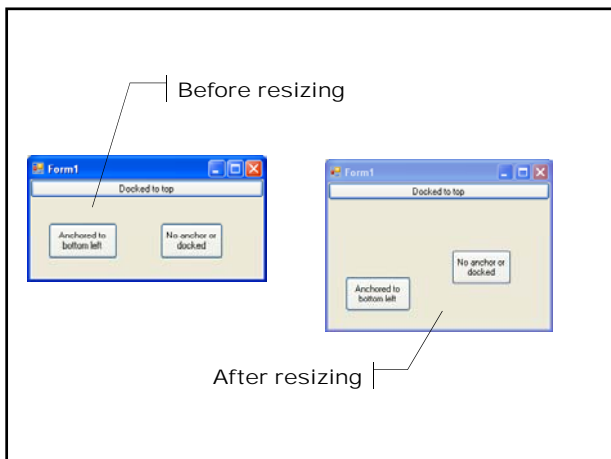 Before resizing
Form1
Docked to top
Anchored to
bottom left
No anchor or
docked
Form1
Docked to top
No anchor or
docked
Anchored to
bottom left
After resizing